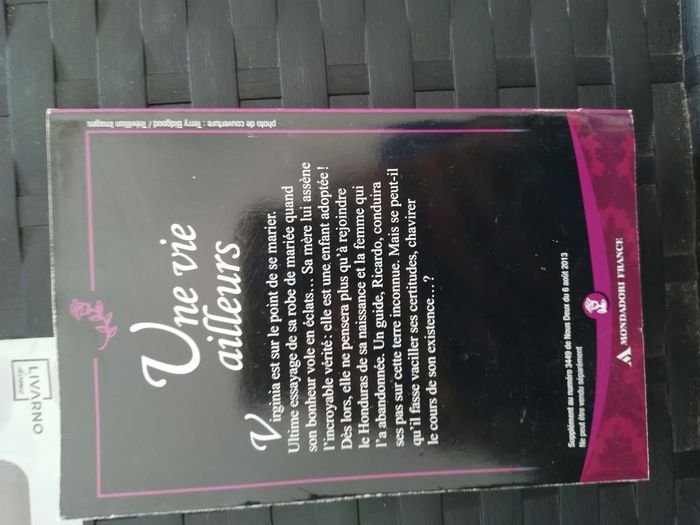 Une vie
ailleurs
Virginia est sur le point de se marier.
Ultime essayage de sa robe de mariée quand
son bonheur vole en éclats… Sa mère lui assène
l'incroyable vérité : elle est une enfant adoptée !
Dès lors, elle ne pensera plus qu'à rejoindre
le Honduras de sa naissance et la femme qui
l'a abandonnée. Un guide, Ricardo, conduira
ses pas sur cette terre inconnue. Mais se peut-il
qu'il fasse vaciller ses certitudes, chavirer
le cours de son existence…?
Supplément au numéro 3449 de Nous Deux du 6 août 2013
Ne peut être vendu séparément
MONDADORI FRANCE
photo de couverture : Terry Bidgood / Trevillion Images
LIVARNO
home